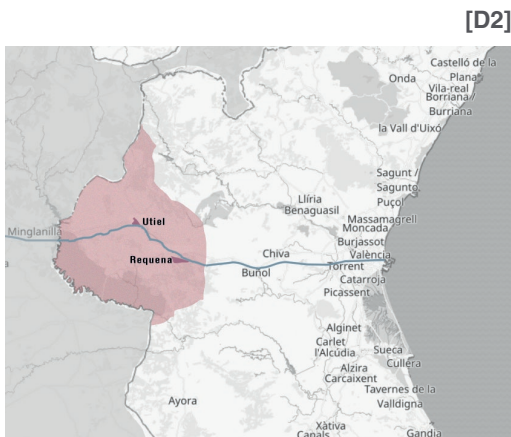 [D2]
Castelló de la
Plana
Onda
Vila-real
Borriana /
Burriana
la Vall d'Uixó
Sagunt /
Sagunto
Puçol
Llíria
Benaguasil
Massamagrell
Moncada
Utiel
Minglanilla
Burjassot
Requena
Chiva
València
Buñol
Torrent
Catarroja
Picassent
Alginet
Carlet
l'Alcúdia
Sueca
Cullera
Alzira
Carcaixent
Tavernes de la
Valldigna
Ayora
Xàtiva
Canals
Gandia